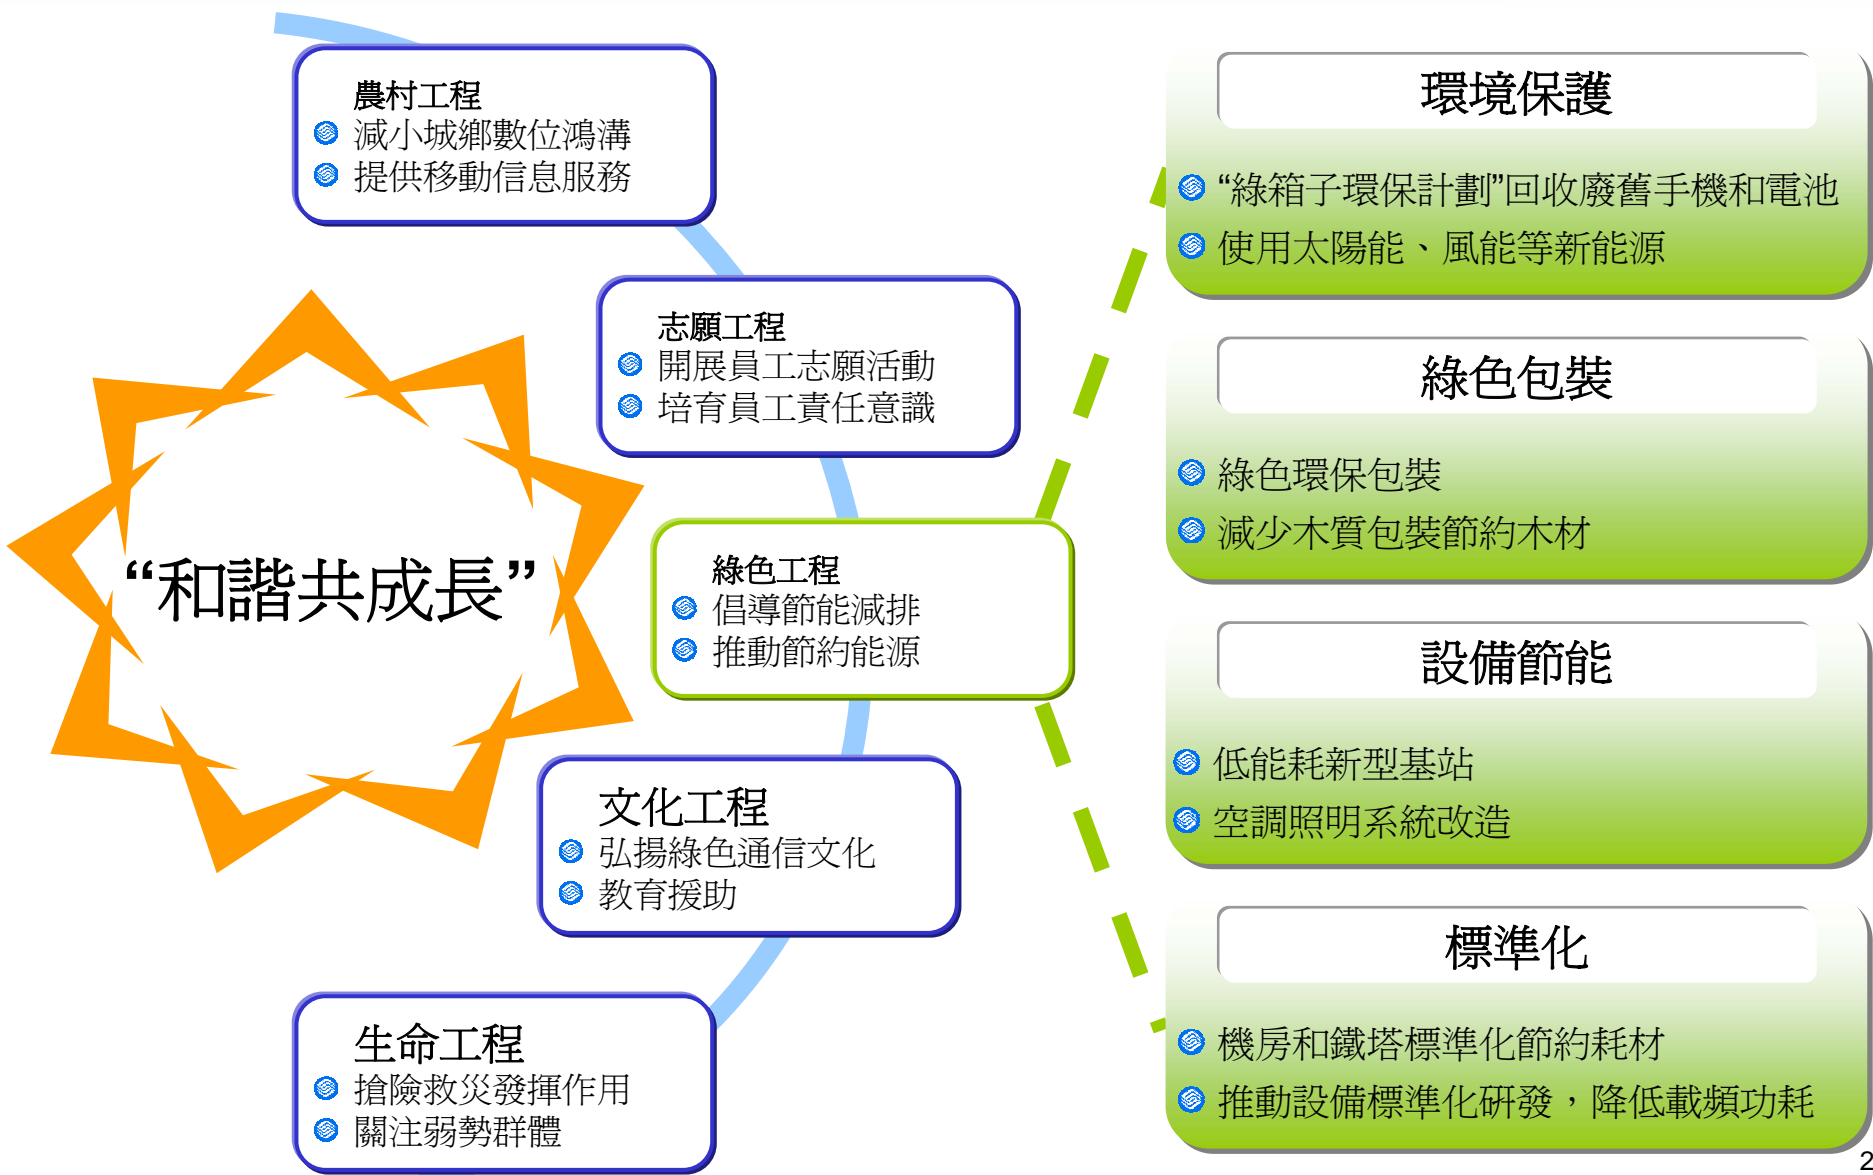 農村工程
減小城鄉數位鴻溝
提供移動信息服務
志願工程
開展員工志願活動
培育員工責任意識
“和諧共成長”
綠色工程
倡導節能減排
推動節約能源
文化工程
弘揚綠色通信文化
教育援助
生命工程
搶險救災發揮作用
關注弱勢群體
環境保護
“綠箱子環保計劃”回收廢舊手機和電池
使用太陽能、風能等新能源
綠色包裝
綠色環保包裝
減少木質包裝節約木材
設備節能
低能耗新型基站
空調照明系統改造
標準化
機房和鐵塔標準化節約耗材
推動設備標準化研發，降低載頻功耗
2